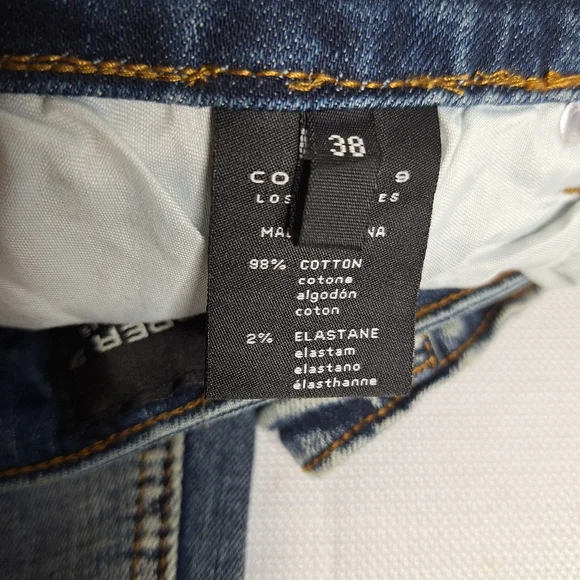 38
CO 9
LOS ES
MA NA
98% COTTON
cotone
algodón
coton
2% ELASTANE
elastam
elastano
élasthanne